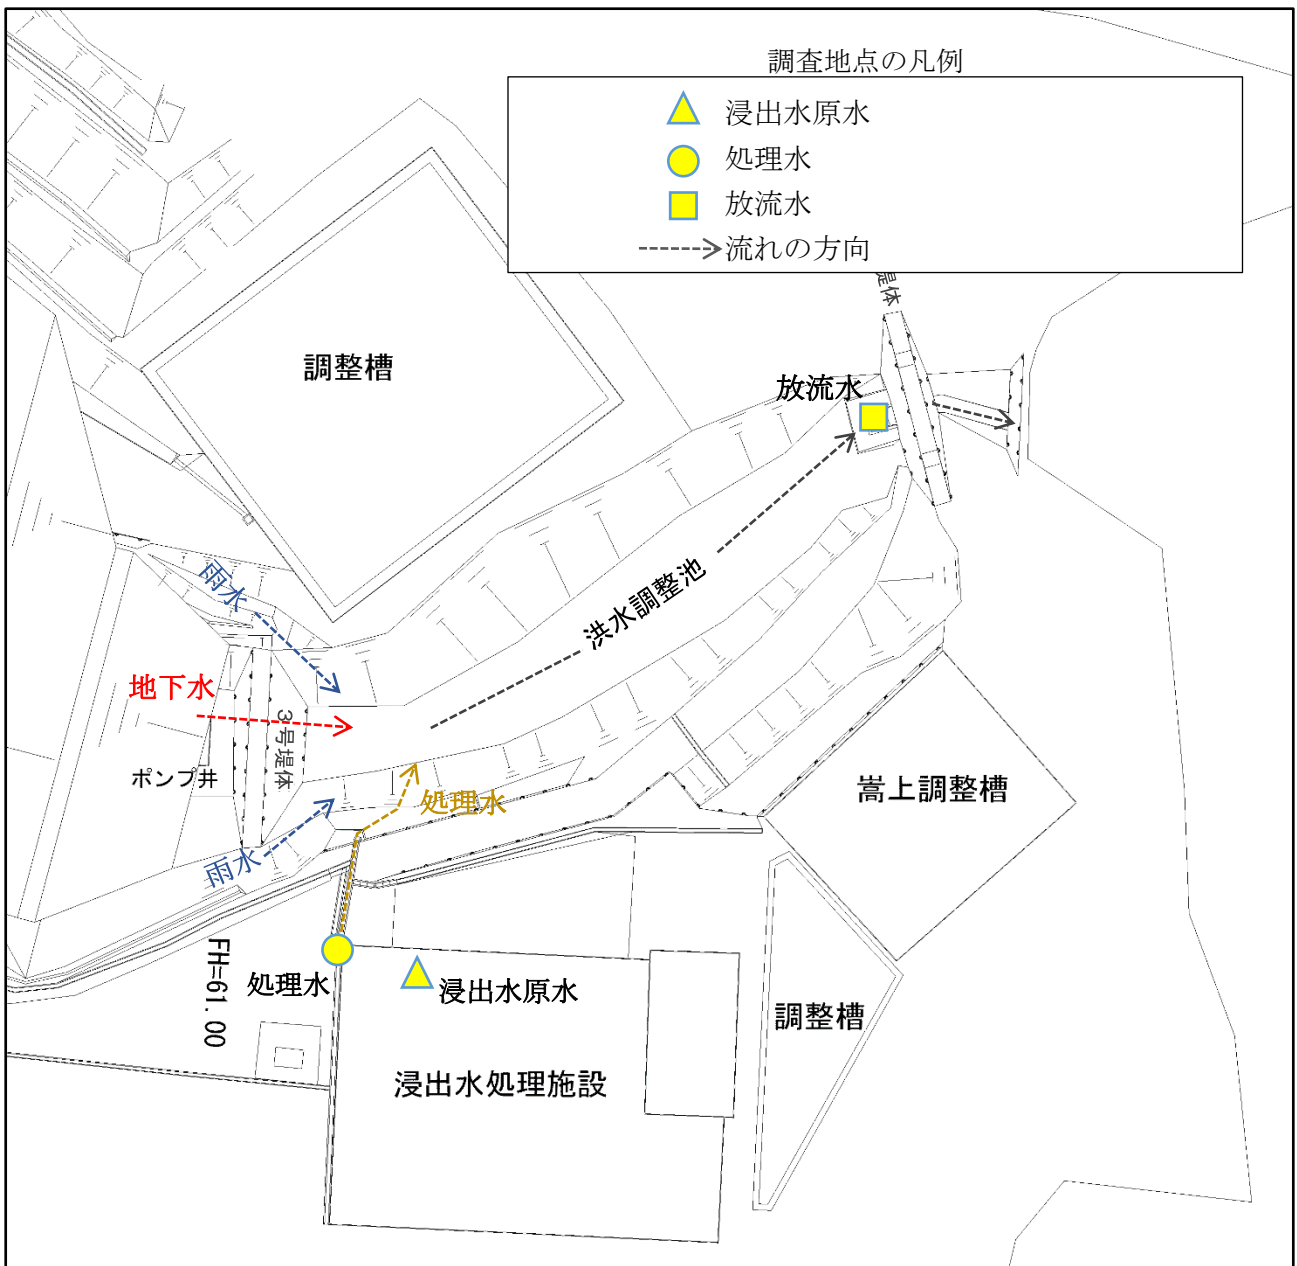 調査地点の凡例
浸出水原水
処理水
放流水
流れの方向
堤体
調整槽
放流水
雨水
洪水調整池
地下水
3号堤体
ポンプ井
処理水
嵩上調整槽
雨水
処理水
FH=61.00
浸出水原水
調整槽
浸出水処理施設